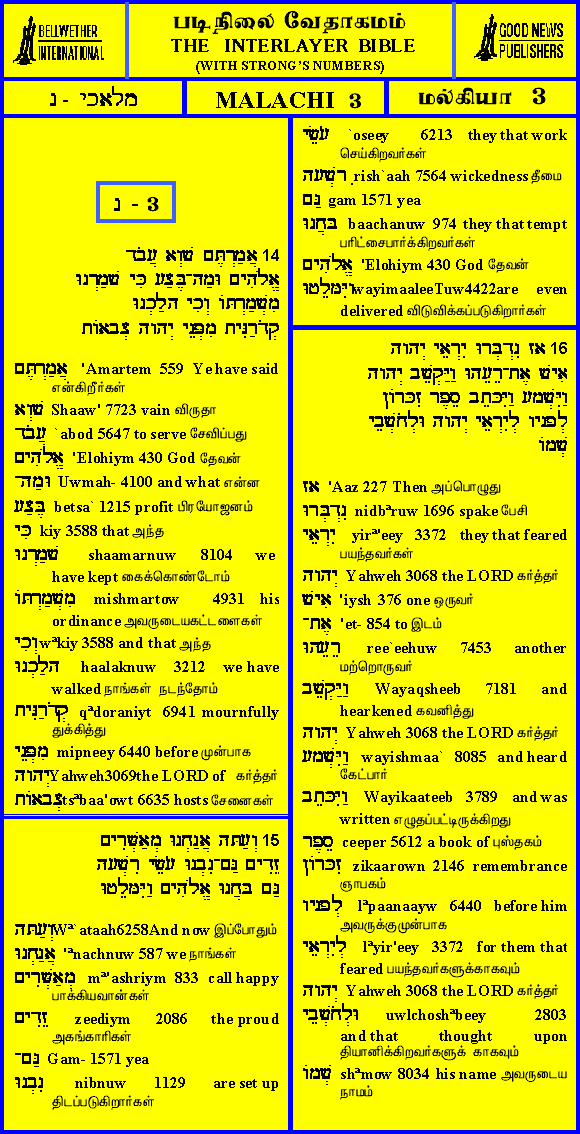 BELLWETHER
INTERNATIONAL
படிநிலை வேதாகமம்
THE INTERLAYER BIBLE
(WITH STRONG'S NUMBERS)
GOOD NEWS
PUBLISHERS
מלאכי - נ
MALACHI 3
மல்கியா 3
נ - 3
14 אֲמַרְתֶּם שָׁוְא עֲבֹד
אֱלֹהִים וּמַה־בֶּצַע כִּי שָׁמַרְנוּ
מִשְׁמַרְתּוֹ וְכִי הָלַכְנוּ
קְדֹרַנִּית מִפְּנֵי יְהוָה צְבָאוֹת
אֲמַרְתֶּם 'Amartem 559 Ye have said
என்கிறீர்கள்
שָׁוְא Shaaw' 7723 vain விருதா
עֲבֹד `abod 5647 to serve சேவிப்பது
אֱלֹהִים 'Elohiym 430 God தேவன்
וּמַה־ Uwmah- 4100 and what என்ன
בֶּצַע betsa` 1215 profit பிரயோஜனம்
כִּי kiy 3588 that அந்த
שָׁמַרְנוּ shaamarnuw 8104 we
have kept கைக்கொண்டோம்
מִשְׁמַרְתּוֹ mishmartow 4931 his
ordinance அவருடையகட்டளைகள்
וְכִי wªkiy 3588 and that அந்த
הָלַכְנוּ haalaknuw 3212 we have
walked நாங்கள் நடந்தோம்
קְדֹרַנִּית qªdoraniyt 6941 mournfully
துக்கித்து
מִפְּנֵי mipneey 6440 before முன்பாக
יְהוָה Yahweh3069the LORD of கர்த்தர்
צְבָאוֹת tsªbaa'owt 6635 hosts சேனைகள்
15 וְעַתָּה אֲנַחְנוּ מְאַשְּׁרִים
זֵדִים גַּם־נִבְנוּ עֹשֵׂי רִשְׁעָה
גַּם בָּחֲנוּ אֱלֹהִים וַיִּמָּלֵטוּ
וְעַתָּה Wª`ataah6258And now இப்போதும்
אֲנַחְנוּ 'ªnachnuw 587 we நாங்கள்
מְאַשְּׁרִים mª'ashriym 833 call happy
பாக்கியவான்கள்
זֵדִים zeediym 2086 the proud
அகங்காரிகள்
גַּם־ Gam- 1571 yea
נִבְנוּ nibnuw 1129 are set up
திடப்படுகிறார்கள்
עֹשֵׂי `oseey 6213 they that work
செய்கிறவர்கள்
רִשְׁעָה rish`aah 7564 wickedness தீமை
גַּם gam 1571 yea
בָּחֲנוּ baachanuw 974 they that tempt
பரிட்சைபார்க்கிறவர்கள்
אֱלֹהִים 'Elohiym 430 God தேவன்
וַיִּמָּלֵטוּ wayimaaleeTuw4422are even
delivered விடுவிக்கப்படுகிறார்கள்
16 אָז נִדְבְּרוּ יִרְאֵי יְהוָה
אִישׁ אֶת־רֵעֵהוּ וַיַּקְשֵׁב יְהוָה
וַיִּשְׁמָע וַיִּכָּתֵב סֵפֶר זִכָּרוֹן
לְפָנָיו לְיִרְאֵי יְהוָה וּלְחֹשְׁבֵי
שְׁמוֹ
אָז 'Aaz 227 Then அப்பொழுது
נִדְבְּרוּ nidbªruw 1696 spake பேசி
יִרְאֵי yirª'eey 3372 they that feared
பயந்தவர்கள்
יְהוָה Yahweh 3068 the LORD கர்த்தர்
אִישׁ 'iysh 376 one ஒருவர்
אֶת־ 'et- 854 to இடம்
רֵעֵהוּ ree`eehuw 7453 another
மற்றொருவர்
וַיַּקְשֵׁב Wayaqsheeb 7181 and
hearkened கவனித்து
יְהוָה Yahweh 3068 the LORD கர்த்தர்
וַיִּשְׁמָע wayishmaa` 8085 and heard
கேட்பார்
וַיִּכָּתֵב Wayikaateeb 3789 and was
written எழுதப்பட்டிருக்கிறது
סֵפֶר ceeper 5612 a book of புஸ்தகம்
זִכָּרוֹן zikaarown 2146 remembrance
ஞாபகம்
לְפָנָיו lªpaanaayw 6440 before him
அவருக்குமுன்பாக
לְיִרְאֵי lªyir'eey 3372 for them that
feared பயந்தவர்களுக்காகவும்
יְהוָה Yahweh 3068 the LORD கர்த்தர்
וּלְחֹשְׁבֵי uwlchoshªbeey 2803
and that thought upon
தியானிக்கிறவர்களுக் காகவும்
שְׁמוֹ shªmow 8034 his name அவருடைய
நாமம்